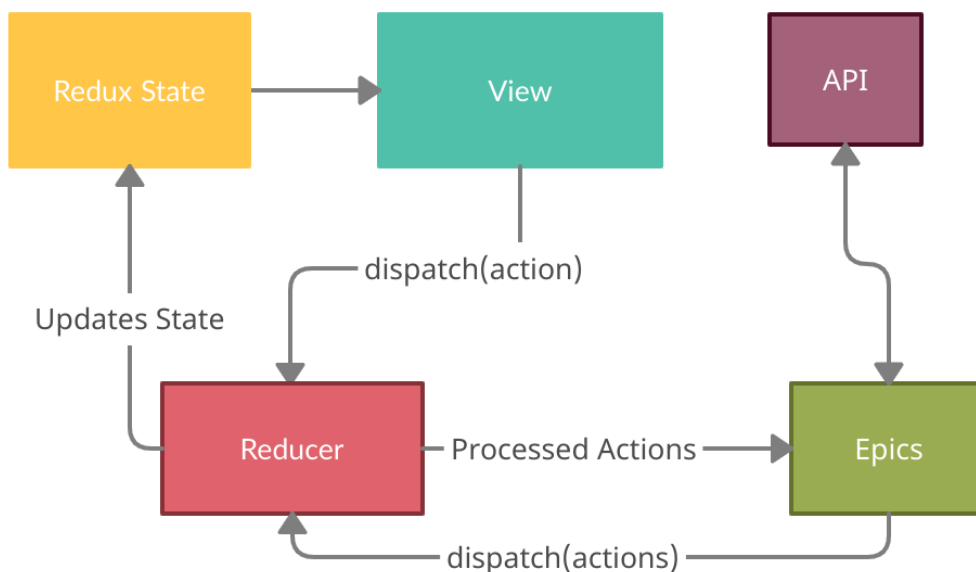 Redux State
View
API
dispatch(action)
Updates State
Reducer
Processed Actions
Epics
dispatch(actions)